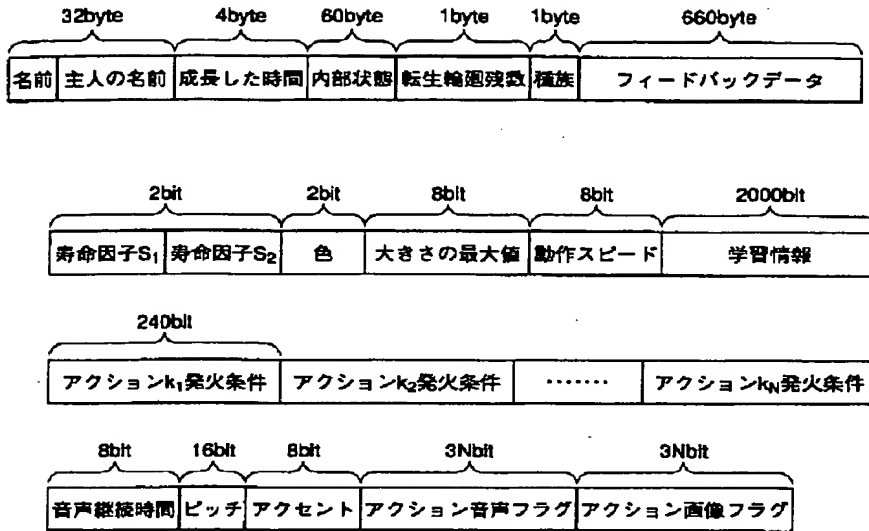 32byte 4byte 60byte 1byte 1byte 660byte
名前 主人の名前 成長した時間 内部状態 転生輪廻残数 種族 フィードバックデータ
2bit 2bit 8bit 8bit 2000bit
寿命因子S1 寿命因子S2 色 大きさの最大値 動作スピード 学習情報
240bit
アクションk1発火条件 アクションk2発火条件 ······· アクションkN発火条件
8bit 16bit 8bit 3Nbit 3Nbit
音声継続時間 ピッチ アクセント アクション音声フラグ アクション画像フラグ